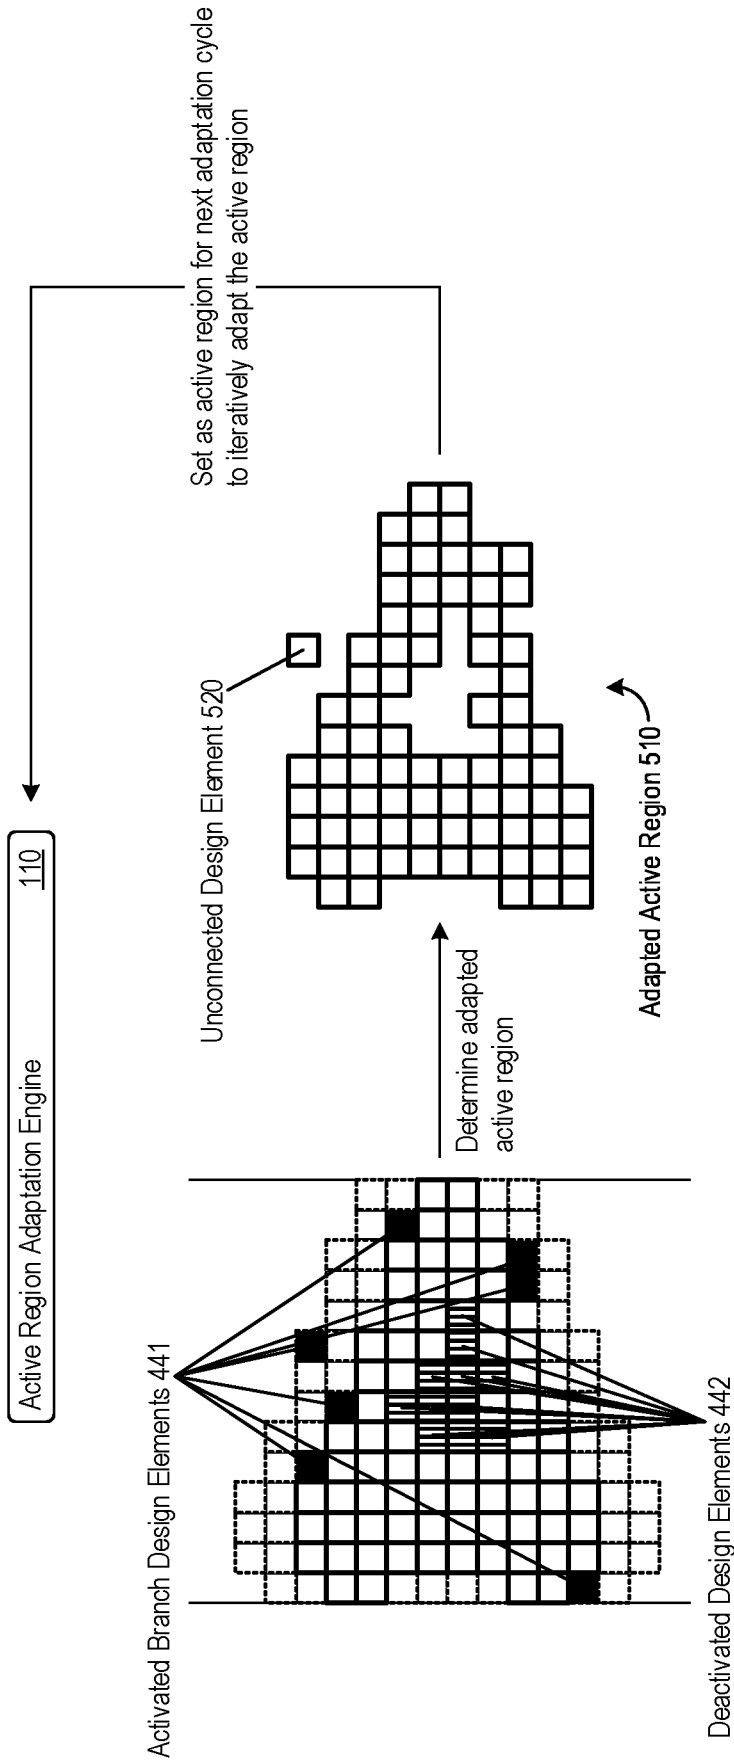 Active Region Adaptation Engine 110
Activated Branch Design Elements 441
Deactivated Design Elements 442
Determine adapted
active region
Unconnected Design Element 520
Adapted Active Region 510
Set as active region for next adaptation cycle
to iteratively adapt the active region